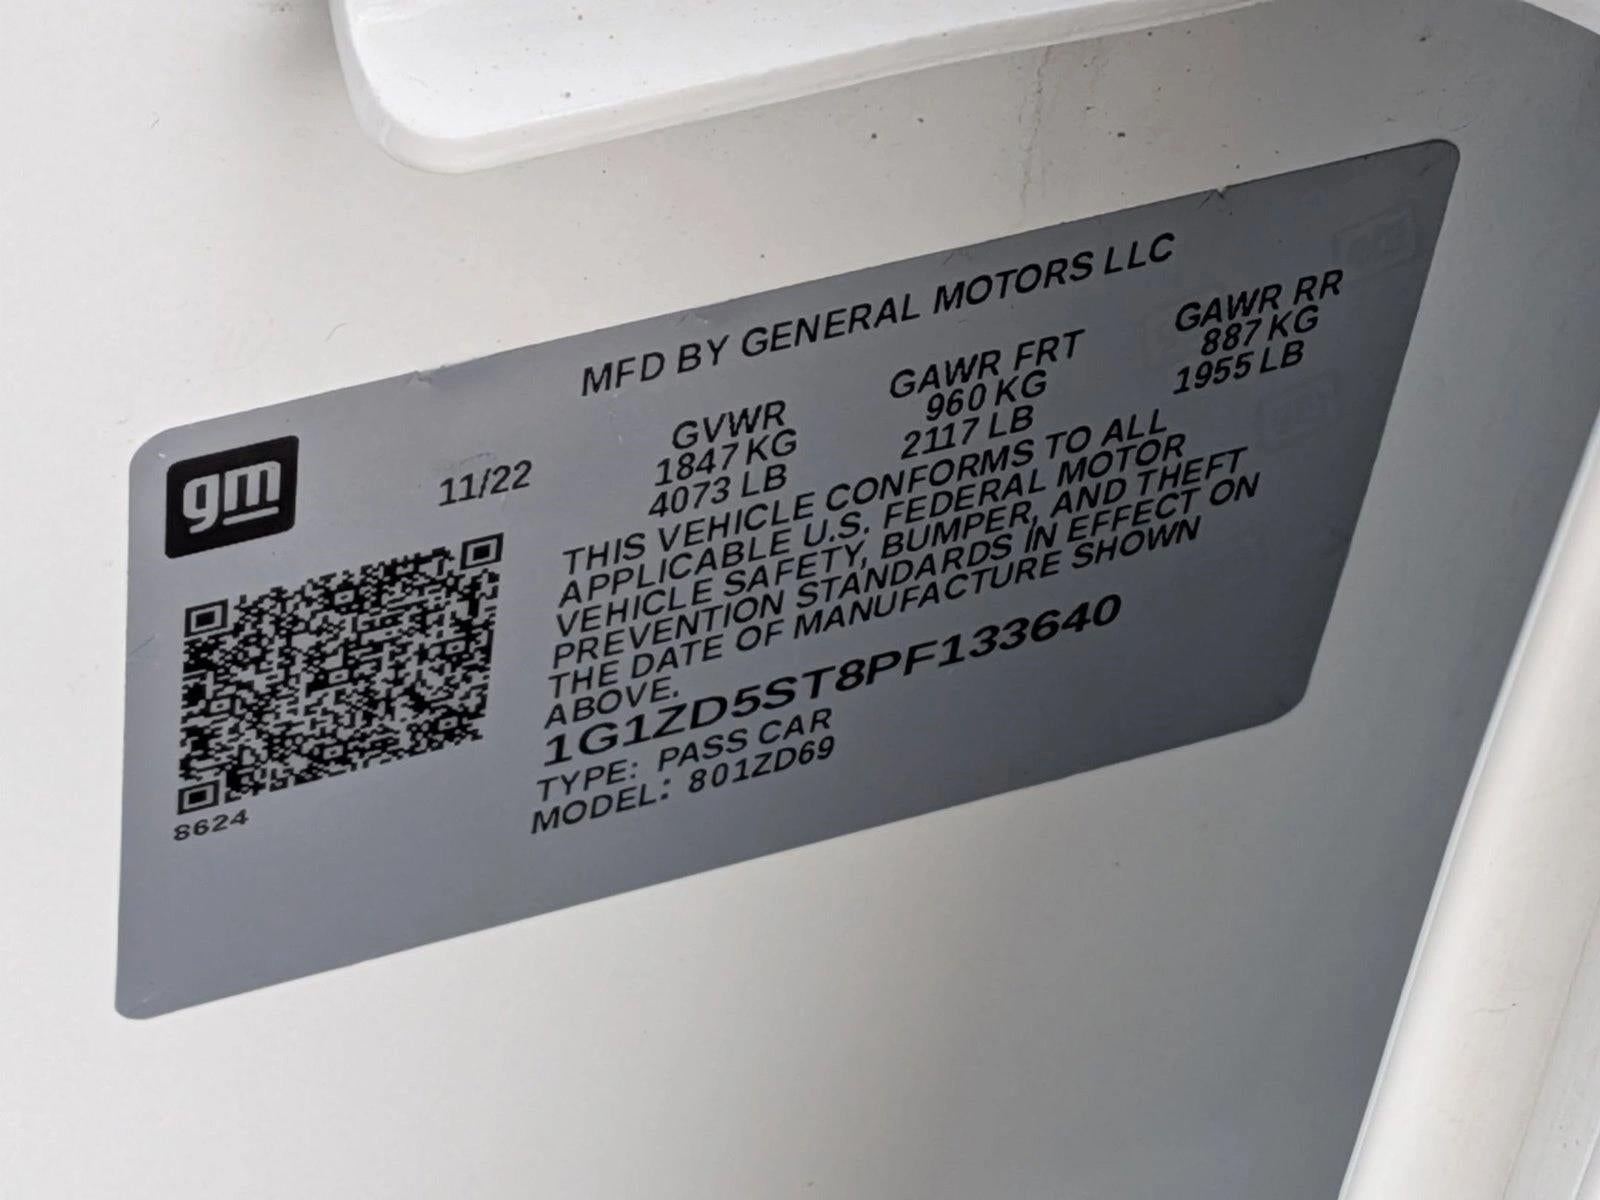 MFD BY GENERAL MOTORS LLC
gm
11/22
GVWR
1847 KG
4073 LB
GAWR FRT
960 KG
2117 LB
GAWR RR
887 KG
1955 LB
THIS VEHICLE CONFORMS TO ALL
APPLICABLE U.S. FEDERAL MOTOR
VEHICLE SAFETY, BUMPER, AND THEFT
PREVENTION STANDARDS IN EFFECT ON
THE DATE OF MANUFACTURE SHOWN
ABOVE.
1G1ZD5ST8PF133640
TYPE: PASS CAR
MODEL: 801ZD69
8624